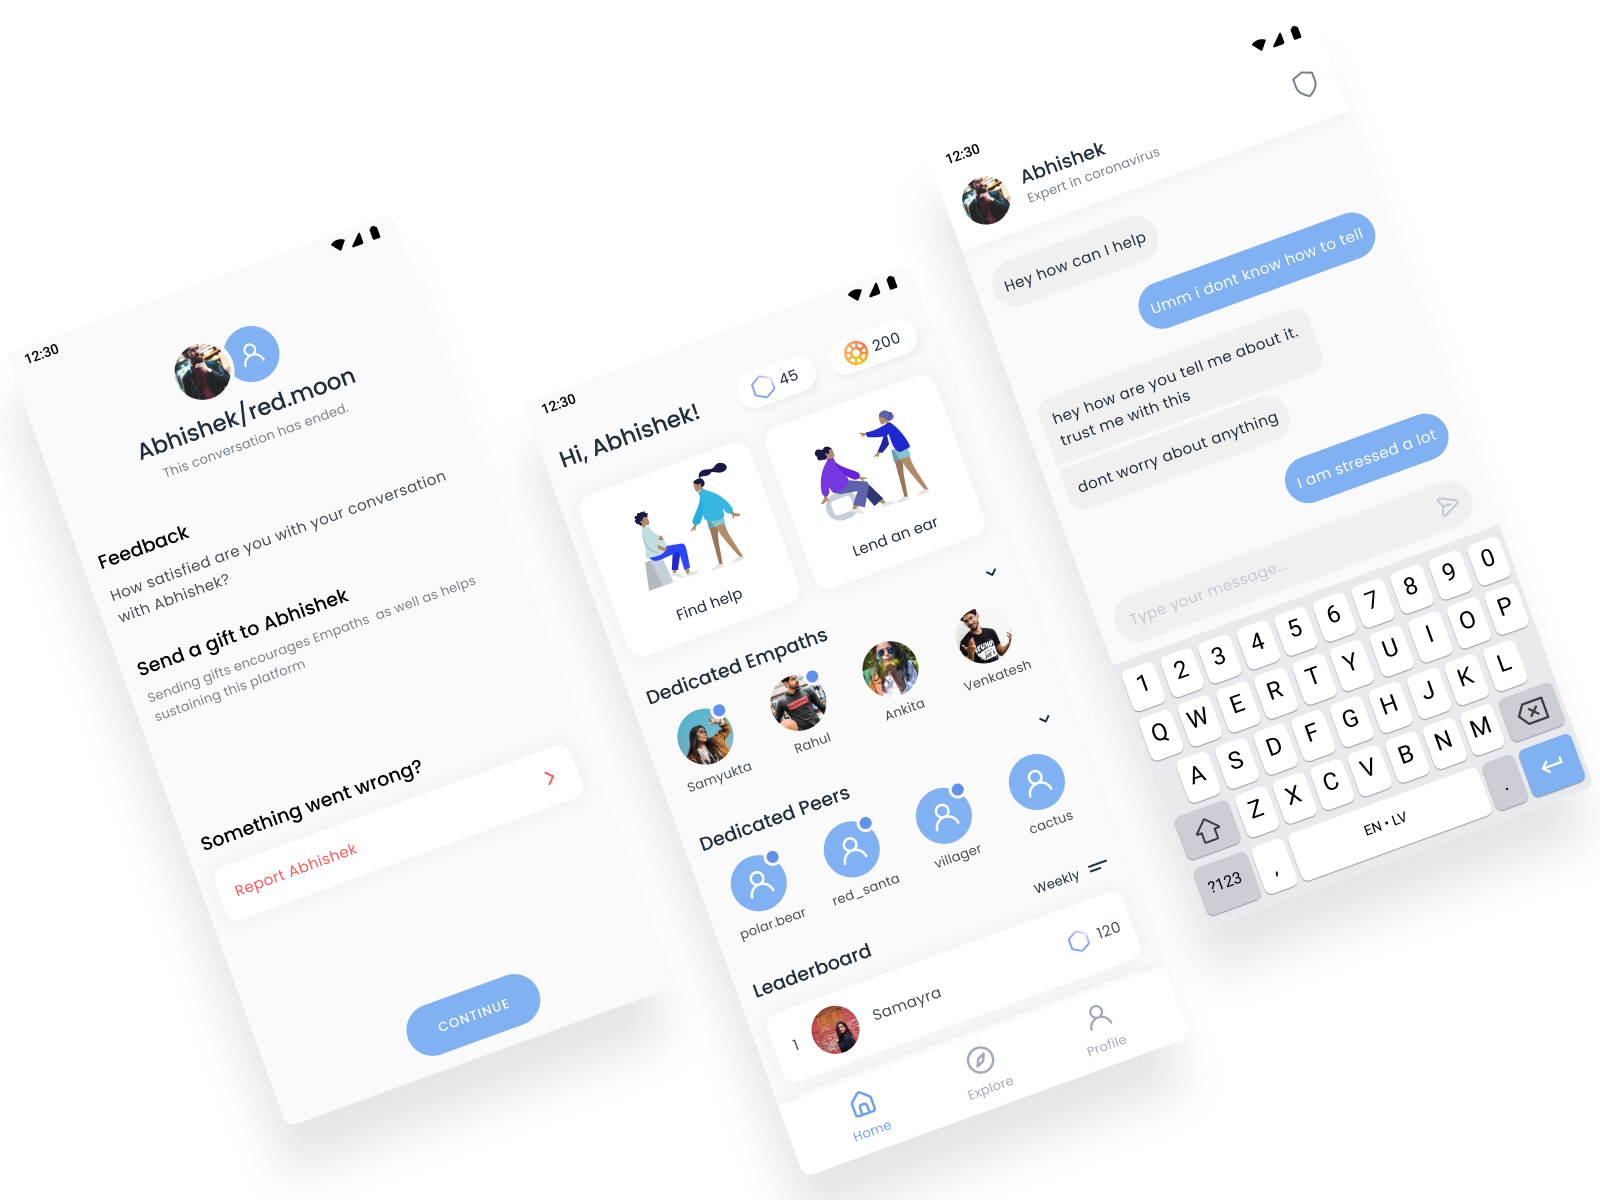 12:30
Abhishek/red.moon
This conversation has ended.
Feedback
How satisfied are you with your conversation
with Abhishek?
Send a gift to Abhishek
Sending gifts encourages Empaths as well as helps
sustaining this platform
Something went wrong?
Report Abhishek
CONTINUE
12:30
45
200
Hi, Abhishek!
Find help
Lend an ear
Dedicated Empaths
Samyukta
Rahul
Ankita
Venkatesh
Dedicated Peers
polar.bear
red_santa
villager
cactus
Leaderboard
Weekly
1
Samayra
120
Home
Explore
Profile
12:30
Abhishek
Expert in coronavirus
Hey how can I help
Umm i dont know how to tell
hey how are you tell me about it.
trust me with this
dont worry about anything
I am stressed a lot
Type your message...
1 2 3 4 5 6 7 8 9 0
Q W E R T Y U I O P
A S D F G H J K L
Z X C V B N M
?123 , EN • LV .